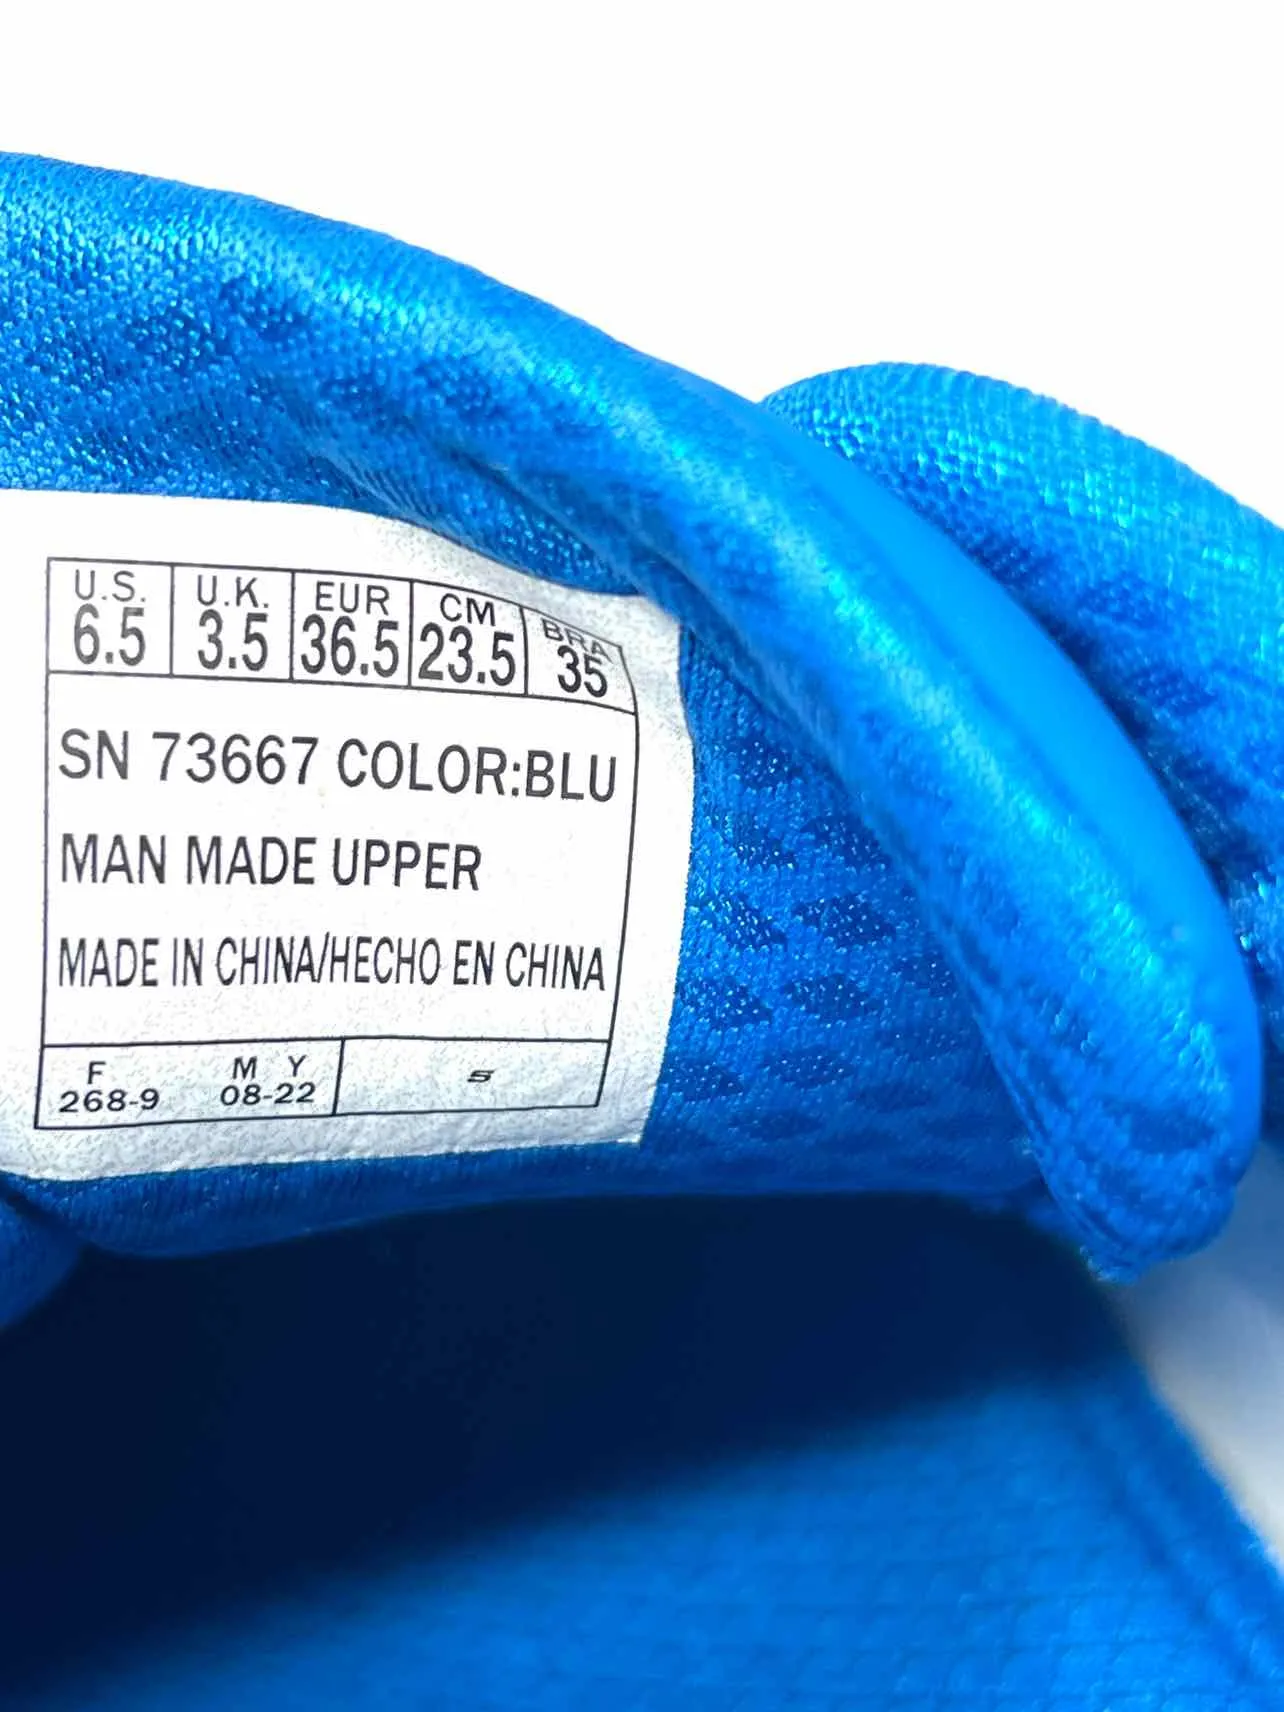 U.S. U.K. EUR CM BRA
6.5 3.5 36.5 23.5 35
SN 73667 COLOR:BLU
MAN MADE UPPER
MADE IN CHINA/HECHO EN CHINA
F M Y
268-9 08-22 5